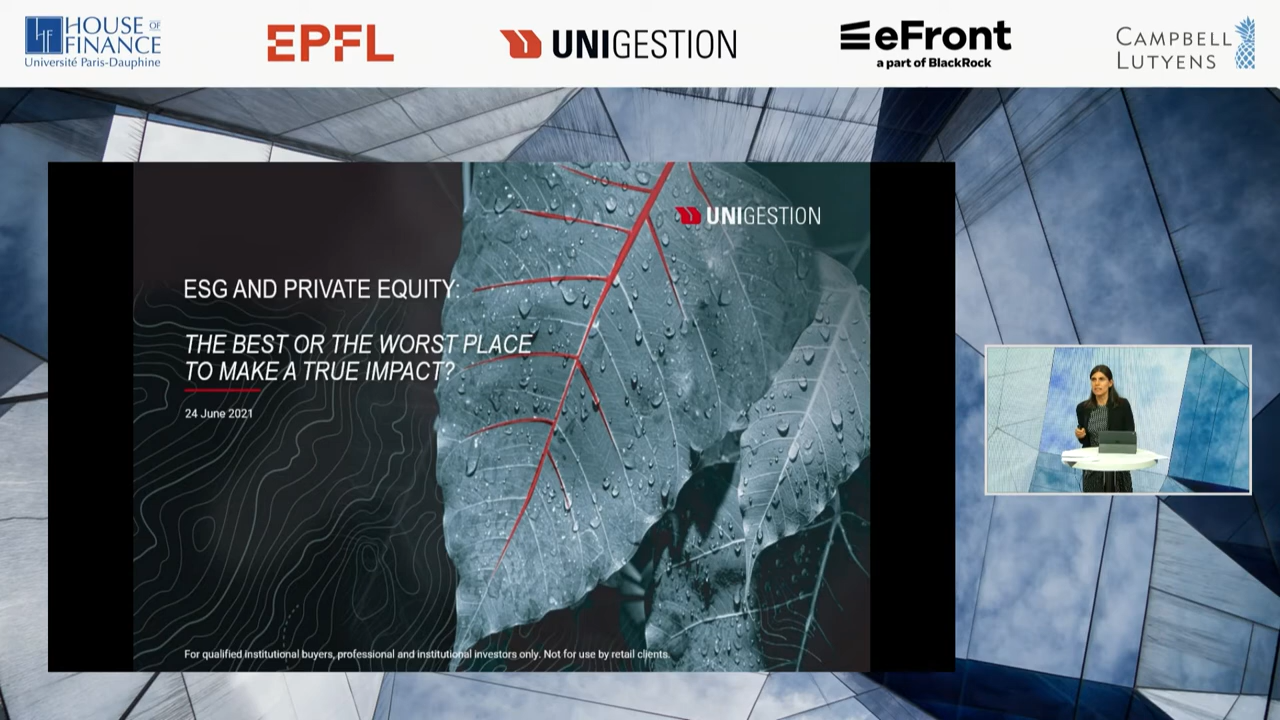 HOUSE OF
FINANCE
Université Paris-Dauphine
EPFL
UNIGESTION
eFront
a part of BlackRock
CAMPBELL
LUTYENS
UNIGESTION
ESG AND PRIVATE EQUITY:
THE BEST OR THE WORST PLACE
TO MAKE A TRUE IMPACT?
24 June 2021
For qualified institutional buyers, professional and institutional investors only. Not for use by retail clients.